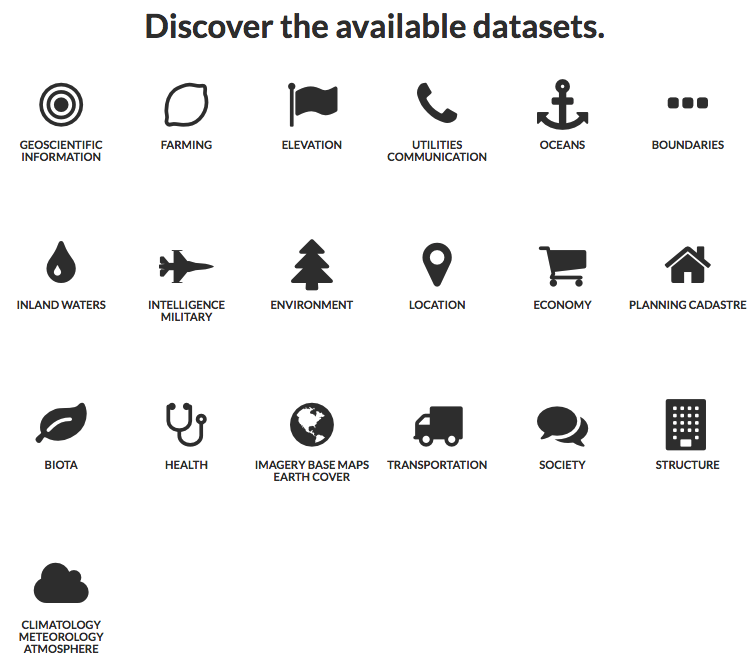 Discover the available datasets.
GEOSCIENTIFIC
INFORMATION
FARMING
ELEVATION
UTILITIES
COMMUNICATION
OCEANS
BOUNDARIES
INLAND WATERS
INTELLIGENCE
MILITARY
ENVIRONMENT
LOCATION
ECONOMY
PLANNING CADASTRE
BIOTA
HEALTH
IMAGERY BASE MAPS
EARTH COVER
TRANSPORTATION
SOCIETY
STRUCTURE
CLIMATOLOGY
METEOROLOGY
ATMOSPHERE